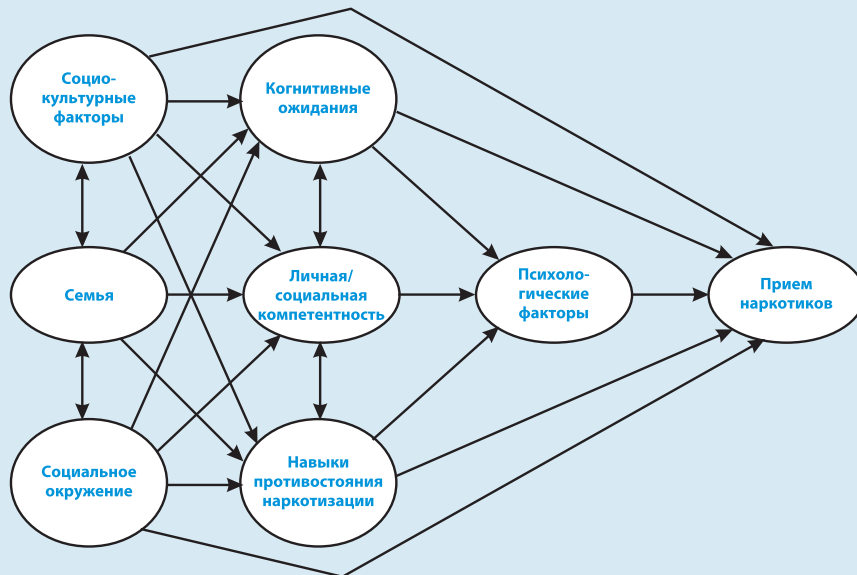 Социо-
культурные
факторы
Когнитивные
ожидания
Семья
Личная/
социальная
компетентность
Психоло-
гические
факторы
Прием
наркотиков
Социальное
окружение
Навыки
противостояния
наркотизации